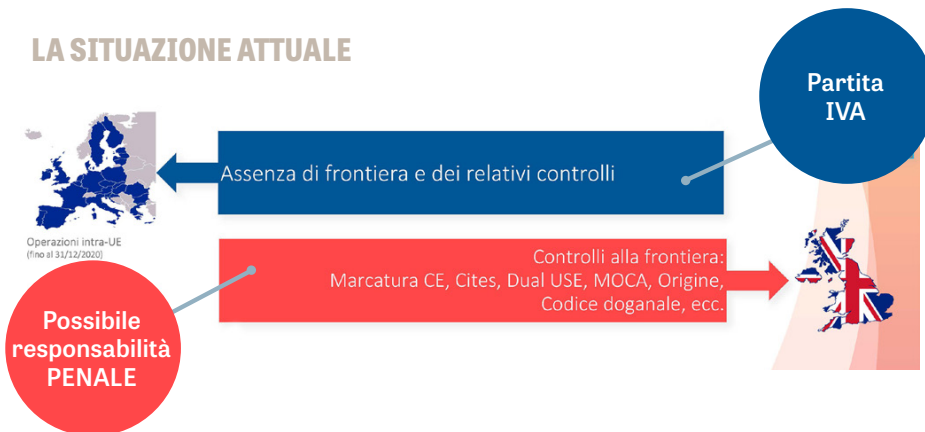 LA SITUAZIONE ATTUALE
Partita
IVA
Assenza di frontiera e dei relativi controlli
Operazioni intra-UE
(fino al 31/12/2020)
Controlli alla frontiera:
Marcatura CE, Cites, Dual USE, MOCA, Origine,
Codice doganale, ecc.
Possibile
responsabilità
PENALE